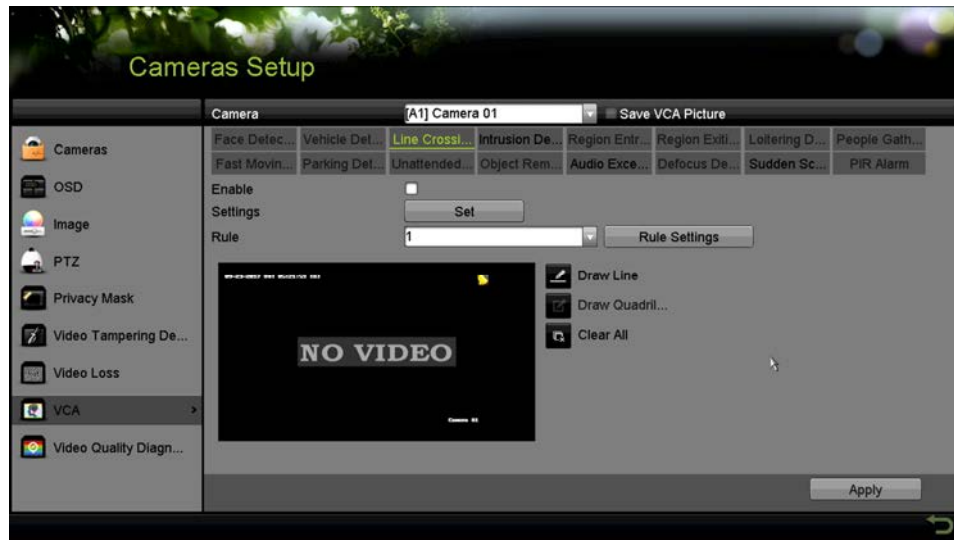 Cameras Setup
Camera [A1] Camera 01 Save VCA Picture
Face Detec... Vehicle Det... Line Crossi... Intrusion De... Region Entr... Region Exiti... Loitering D... People Gath...
Fast Movin... Parking Det... Unattended... Object Rem... Audio Exce... Defocus De... Sudden Sc... PIR Alarm
Enable
Settings Set
Rule 1 Rule Settings
Cameras
OSD
Image
PTZ
Privacy Mask
Video Tampering De...
Video Loss
VCA >
Video Quality Diagn...
NO VIDEO
Camera 01
Draw Line
Draw Quadril...
Clear All
Apply